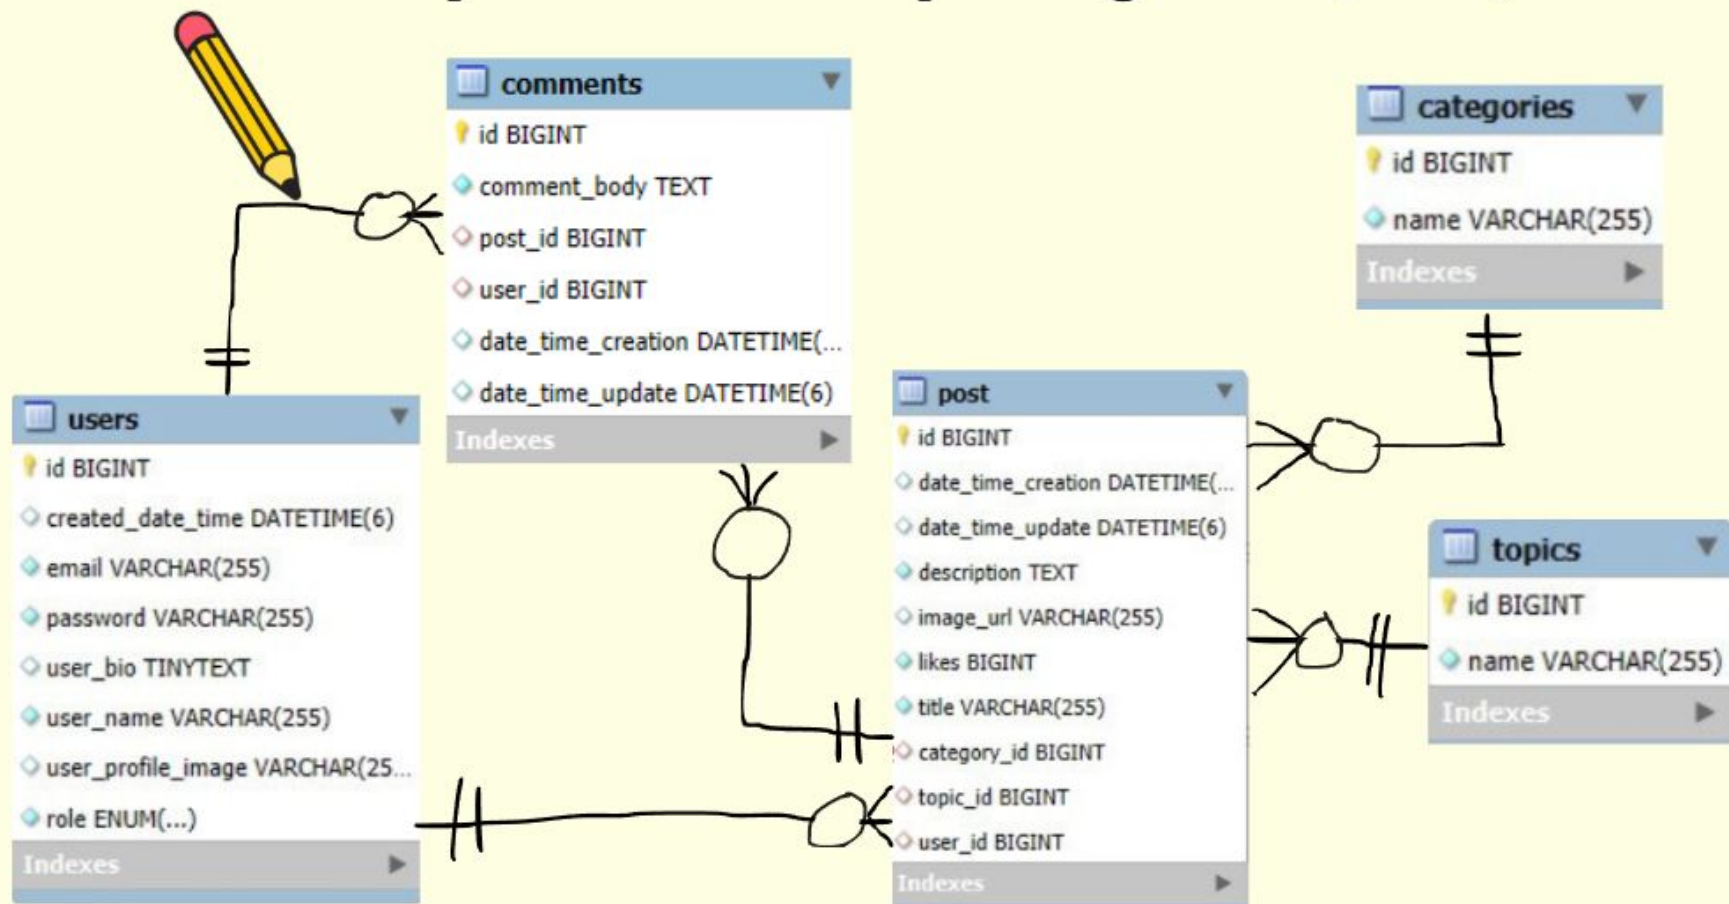 comments
id BIGINT
comment_body TEXT
post_id BIGINT
user_id BIGINT
date_time_creation DATETIME(...
date_time_update DATETIME(6)
Indexes
categories
id BIGINT
name VARCHAR(255)
Indexes
users
id BIGINT
created_date_time DATETIME(6)
email VARCHAR(255)
password VARCHAR(255)
user_bio TINYTEXT
user_name VARCHAR(255)
user_profile_image VARCHAR(25...
role ENUM(...)
Indexes
post
id BIGINT
date_time_creation DATETIME(...
date_time_update DATETIME(6)
description TEXT
image_url VARCHAR(255)
likes BIGINT
title VARCHAR(255)
category_id BIGINT
topic_id BIGINT
user_id BIGINT
Indexes
topics
id BIGINT
name VARCHAR(255)
Indexes